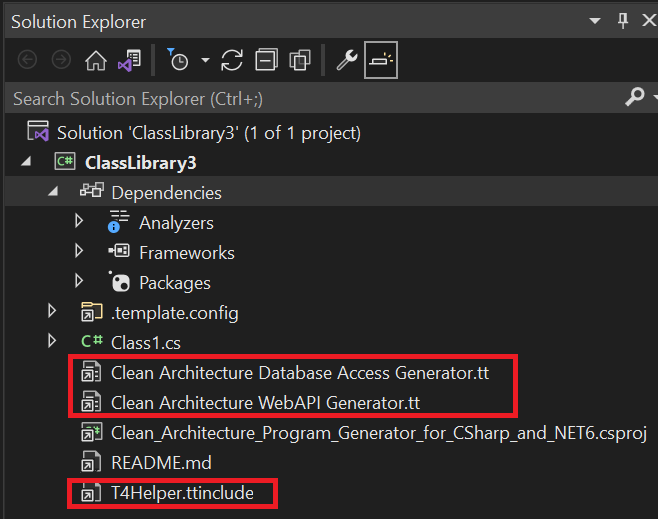 Solution Explorer
Search Solution Explorer (Ctrl+;)
Solution 'ClassLibrary3' (1 of 1 project)
C# ClassLibrary3
Dependencies
Analyzers
Frameworks
Packages
.template.config
C# Class1.cs
Clean Architecture Database Access Generator.tt
Clean Architecture WebAPI Generator.tt
Clean_Architecture_Program_Generator_for_CSharp_and_NET6.csproj
README.md
T4Helper.ttinclude